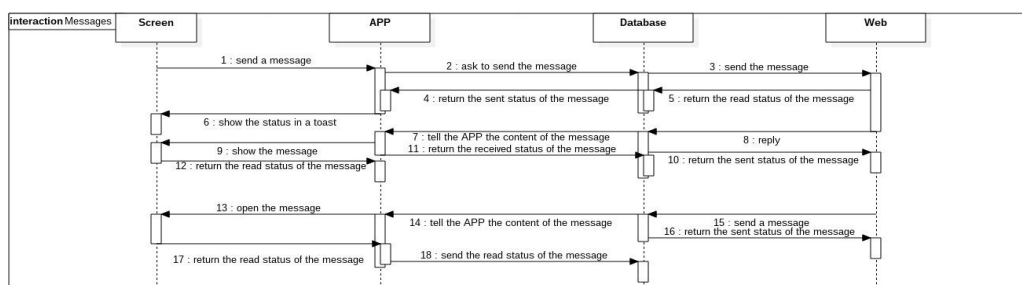 interaction Messages
Screen
APP
Database
Web
1 : send a message
2 : ask to send the message
3 : send the message
4 : return the sent status of the message
5 : return the read status of the message
6 : show the status in a toast
7 : tell the APP the content of the message
8 : reply
9 : show the message
11 : return the received status of the message
10 : return the sent status of the message
12 : return the read status of the message
13 : open the message
14 : tell the APP the content of the message
15 : send a message
16 : return the sent status of the message
17 : return the read status of the message
18 : send the read status of the message